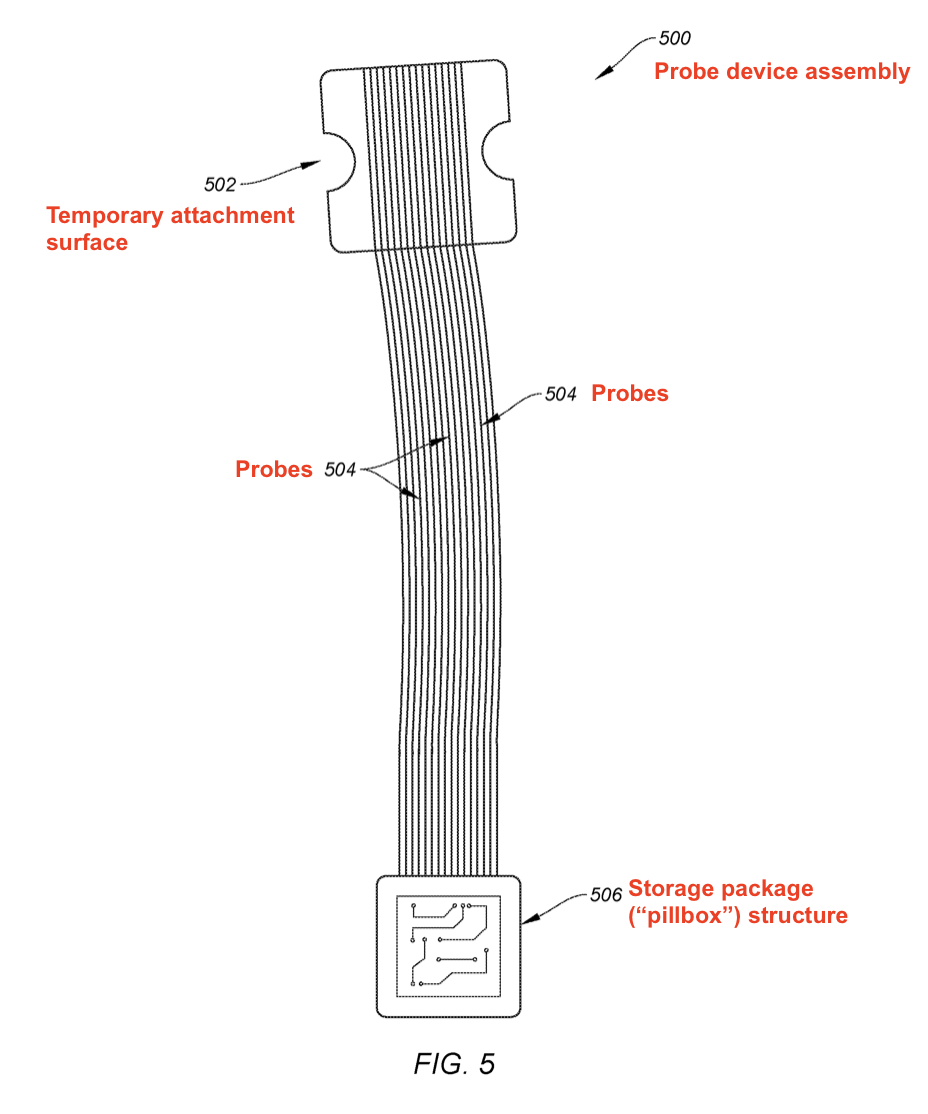 500
Probe device assembly
502
Temporary attachment
surface
504 Probes
Probes 504
506 Storage package
(“pillbox”) structure
FIG. 5